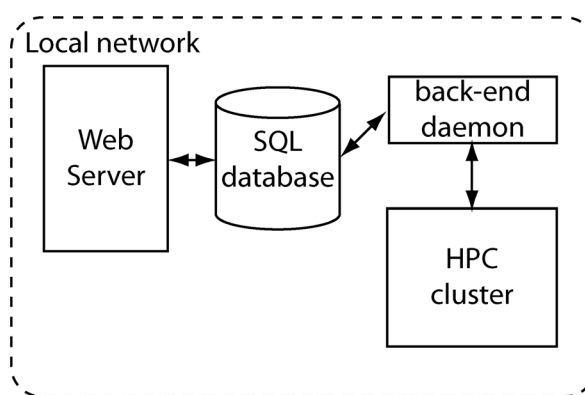 Local network
Web
Server
SQL
database
back-end
daemon
HPC
cluster